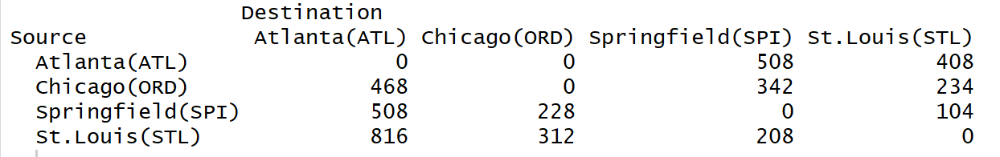 Destination
Source Atlanta(ATL) Chicago(ORD) Springfield(SPI) St.Louis(STL)
Atlanta(ATL) 0 0 508 408
Chicago(ORD) 468 0 342 234
Springfield(SPI) 508 228 0 104
St.Louis(STL) 816 312 208 0